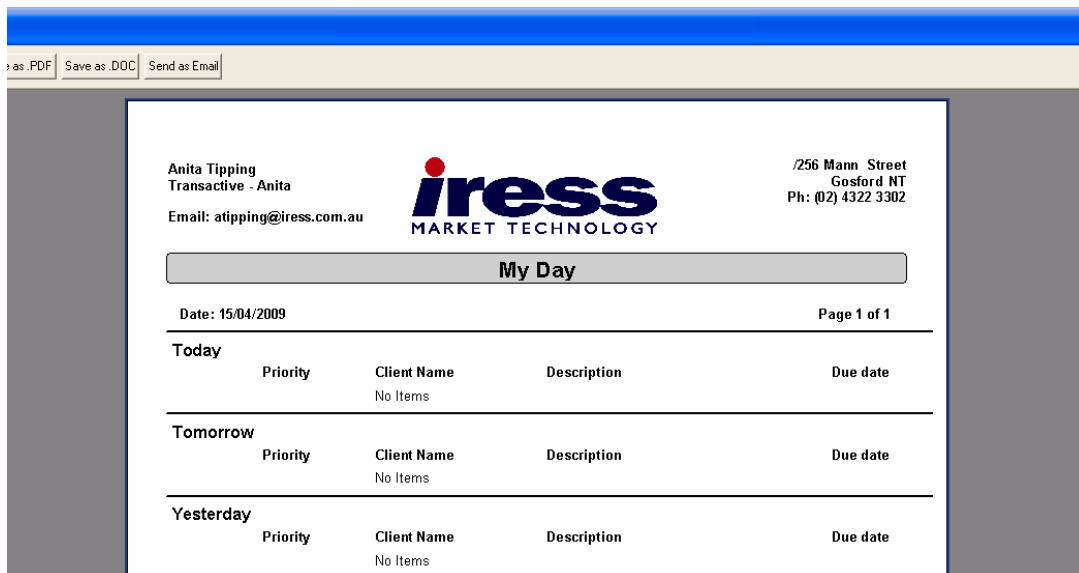 as .PDF Save as .DOC Send as Email
Anita Tipping
Transactive - Anita
Email: atipping@iress.com.au
iress
MARKET TECHNOLOGY
/256 Mann Street
Gosford NT
Ph: (02) 4322 3302
My Day
Date: 15/04/2009 Page 1 of 1
Today
Priority Client Name Description Due date
No Items
Tomorrow
Priority Client Name Description Due date
No Items
Yesterday
Priority Client Name Description Due date
No Items